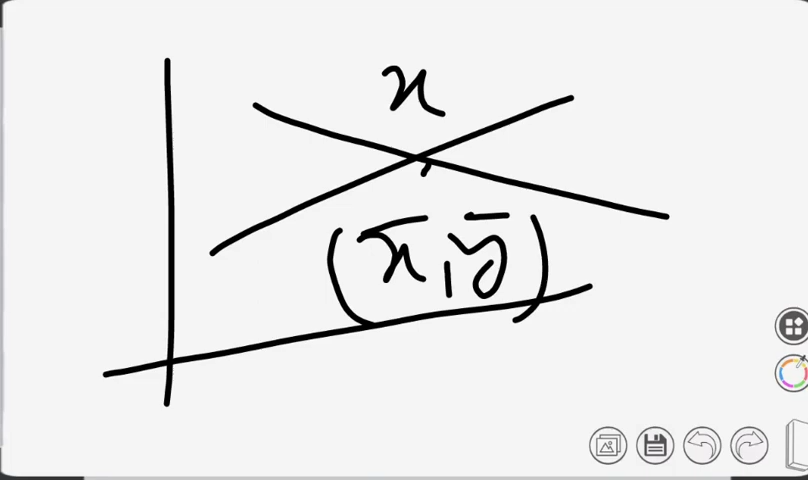 x
(x̄, ȳ)